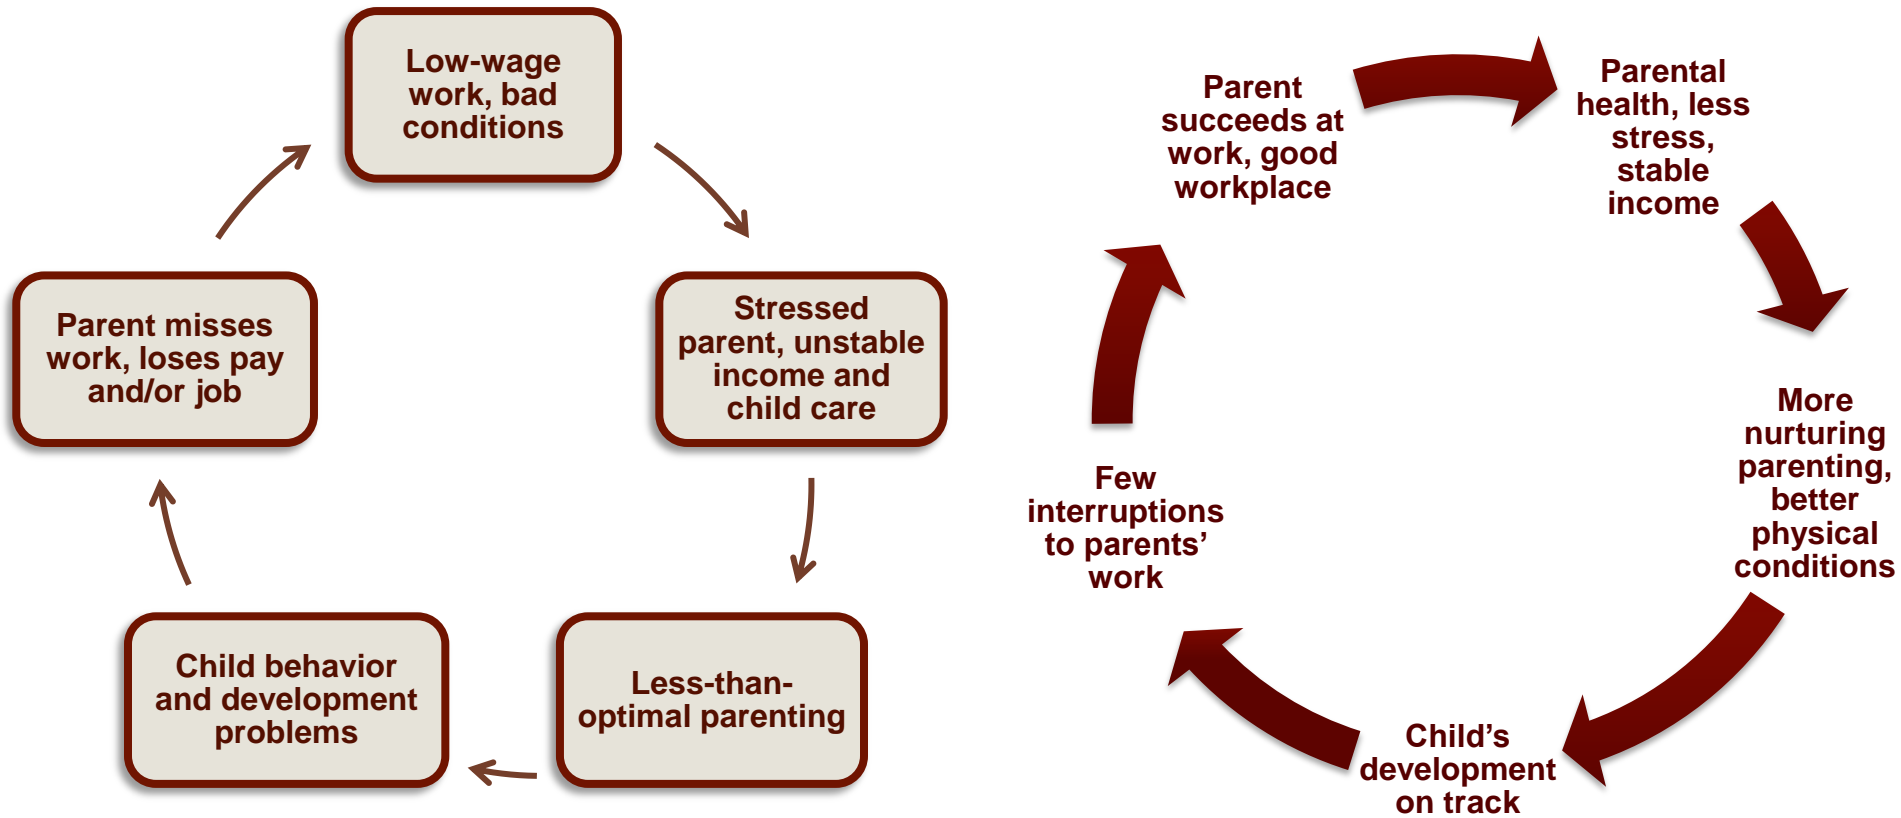 Low-wage
work, bad
conditions
Stressed
parent, unstable
income and
child care
Less-than-
optimal parenting
Child behavior
and development
problems
Parent misses
work, loses pay
and/or job
Parent
succeeds at
work, good
workplace
Parental
health, less
stress,
stable
income
More
nurturing
parenting,
better
physical
conditions
Child’s
development
on track
Few
interruptions
to parents’
work